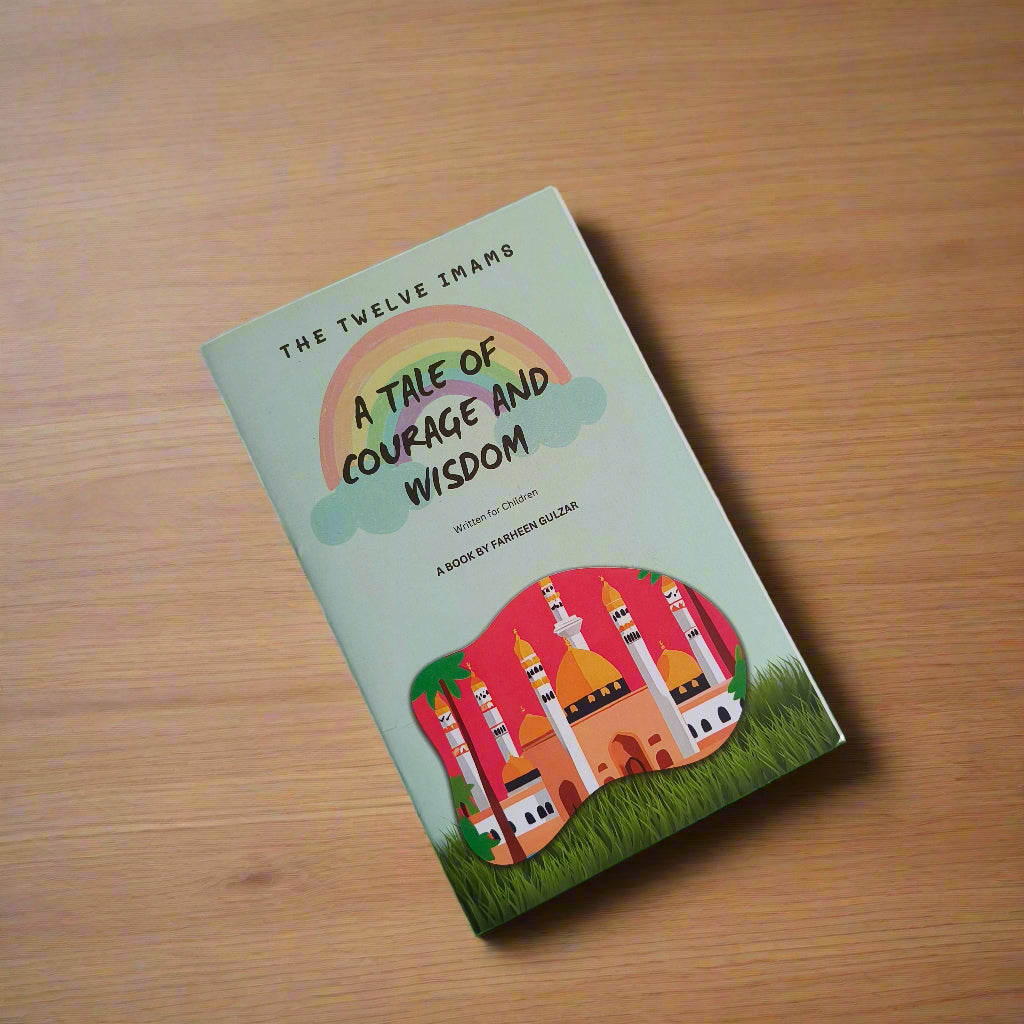 THE TWELVE IMAMS
A TALE OF
COURAGE AND
WISDOM
Written for Children
A BOOK BY FARHEEN GULZAR